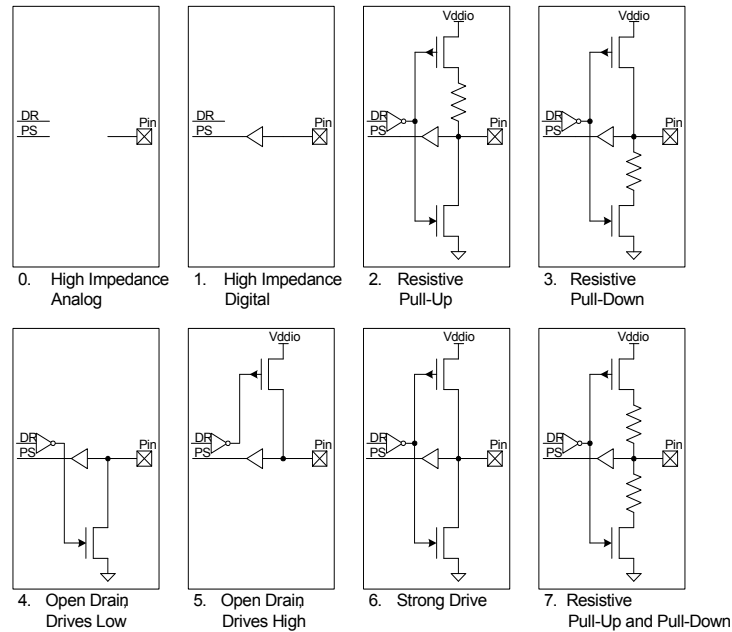 Vddio
Vddio
DR
PS
Pin
DR
PS
Pin
DR
PS
Pin
DR
PS
Pin
0. High Impedance
Analog
1. High Impedance
Digital
2. Resistive
Pull-Up
3. Resistive
Pull-Down
Vddio
Vddio
Vddio
DR
PS
Pin
DR
PS
Pin
DR
PS
Pin
DR
PS
Pin
4. Open Drain,
Drives Low
5. Open Drain,
Drives High
6. Strong Drive
7. Resistive
Pull-Up and Pull-Down